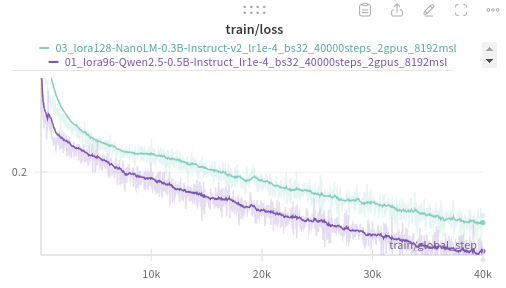 train/loss
03_lora128-NanoLM-0.3B-Instruct-v2_lr1e-4_bs32_40000steps_2gpus_8192msl
01_lora96-Qwen2.5-0.5B-Instruct_lr1e-4_bs32_40000steps_2gpus_8192msl
0.2
train/global_step
10k 20k 30k 40k